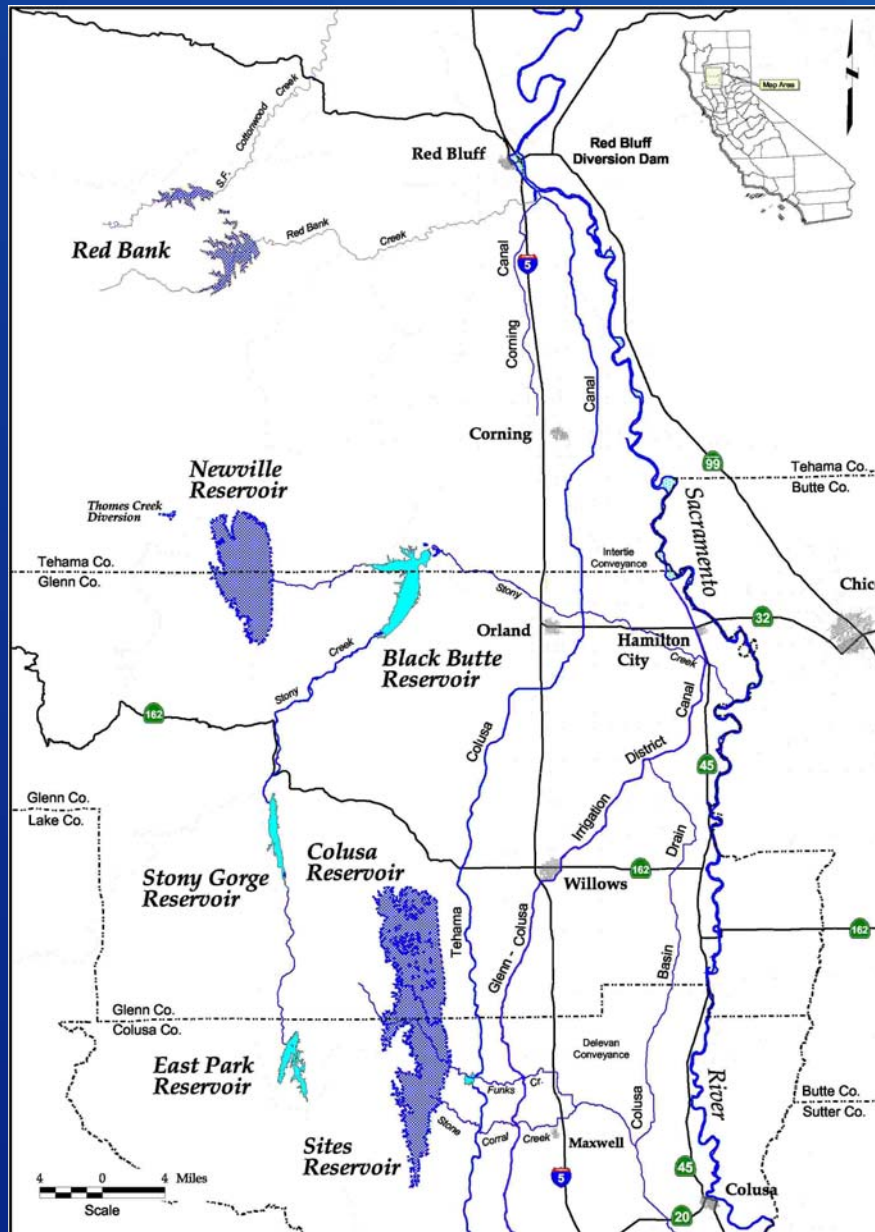 Map Area
Z
Red Bluff
Red Bluff
Diversion Dam
S.F. Cottonwood Creek
Red Bank
Red Bank Creek
Canal
5
Corning
Canal
Corning
99
Tehama Co.
Butte Co.
Newville
Reservoir
Thomes Creek
Diversion
Sacramento
Tehama Co.
Glenn Co.
Intertie
Conveyance
Stony
Chico
32
Orland
Hamilton
City
Creek
Black Butte
Reservoir
Stony Creek
Canal
162
Colusa
District
45
Glenn Co.
Lake Co.
Irrigation
Drain
Colusa
Reservoir
Stony Gorge
Reservoir
162
Willows
Tehama
Glenn - Colusa
162
Basin
Glenn Co.
Colusa Co.
Delevan
Conveyance
East Park
Reservoir
Funks Cr.
River
Butte Co.
Sutter Co.
Stone Corral Creek
Colusa
Maxwell
Sites
Reservoir
4 0 4 Miles
Scale
5
45
Colusa
20